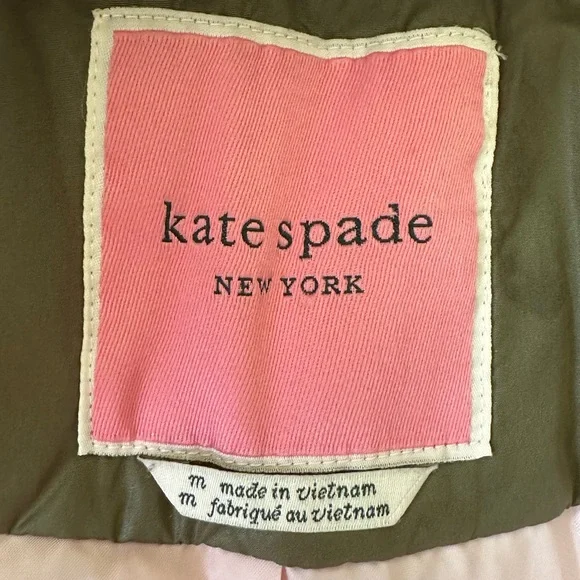 kate spade
NEW YORK
m made in vietnam
m fabriqué au vietnam